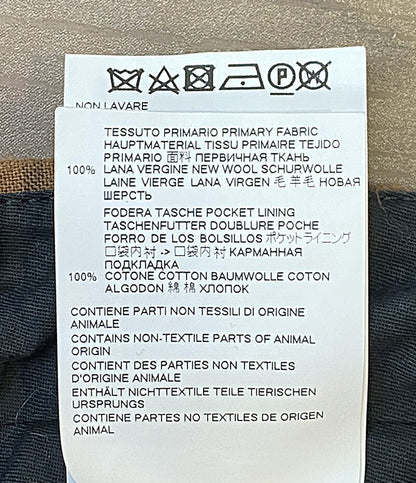 NON LAVARE
TESSUTO PRIMARIO PRIMARY FABRIC
HAUPTMATERIAL TISSU PRIMAIRE TEJIDO
PRIMARIO 面料 ПЕРВИЧНАЯ ТКАНЬ
100% LANA VERGINE NEW WOOL SCHURWOLLE
LAINE VIERGE LANA VIRGEN 毛 羊毛 НОВАЯ
ШЕРСТЬ
FODERA TASCHE POCKET LINING
TASCHENFUTTER DOUBLURE POCHE
FORRO DE LOS BOLSILLOS ポケットライニング
口袋内衬 -> 口袋内衬 КАРМАННАЯ
ПОДКЛАДКА
100% COTONE COTTON BAUMWOLLE COTON
ALGODON 綿 棉 ХЛОПОК
CONTIENE PARTI NON TESSILI DI ORIGINE
ANIMALE
CONTAINS NON-TEXTILE PARTS OF ANIMAL
ORIGIN
CONTIENT DES PARTIES NON TEXTILES
D'ORIGINE ANIMALE
ENTHÄLT NICHTTEXTILE TEILE TIERISCHEN
URSPRUNGS
CONTIENE PARTES NO TEXTILES DE ORIGEN
ANIMAL